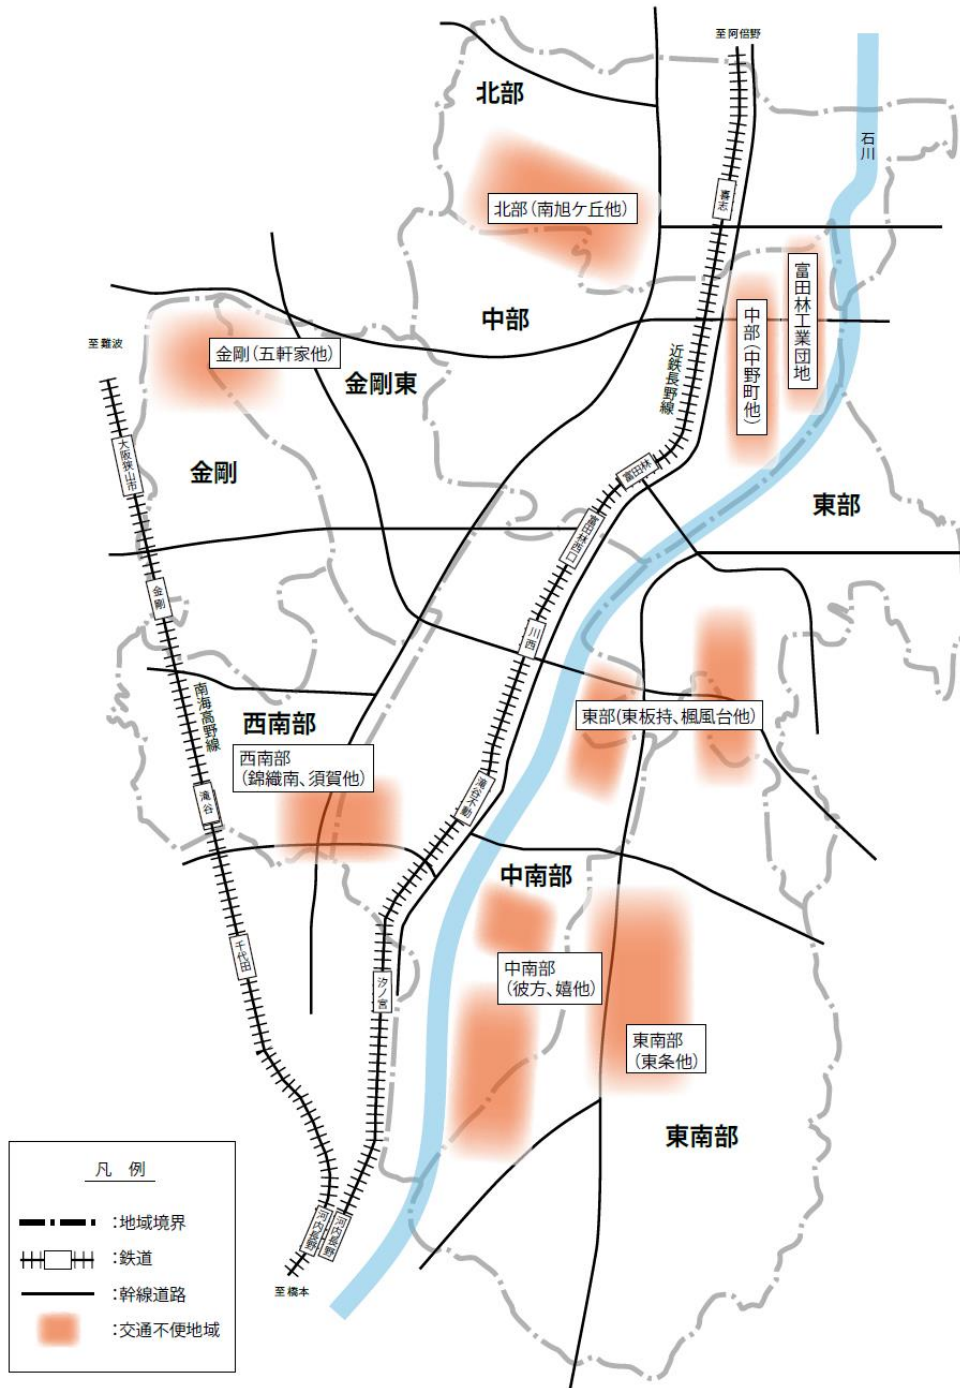 至阿倍野
北部
石川
喜志
北部(南旭ケ丘他)
富田林工業団地
中部
中部(中野町他)
至難波
金剛(五軒家他)
近鉄長野線
金剛東
大阪狭山市
金剛
富田林
東部
富田林西口
金剛
川西
南海高野線
西南部
東部(東板持、楓風台他)
西南部
(錦織南、須賀他)
滝谷
滝谷不動
中南部
千代田
中南部
(彼方、嬉他)
汐ノ宮
東南部
(東条他)
東南部
凡 例
:地域境界
:鉄道
:幹線道路
:交通不便地域
河内長野
河内長野
至橋本